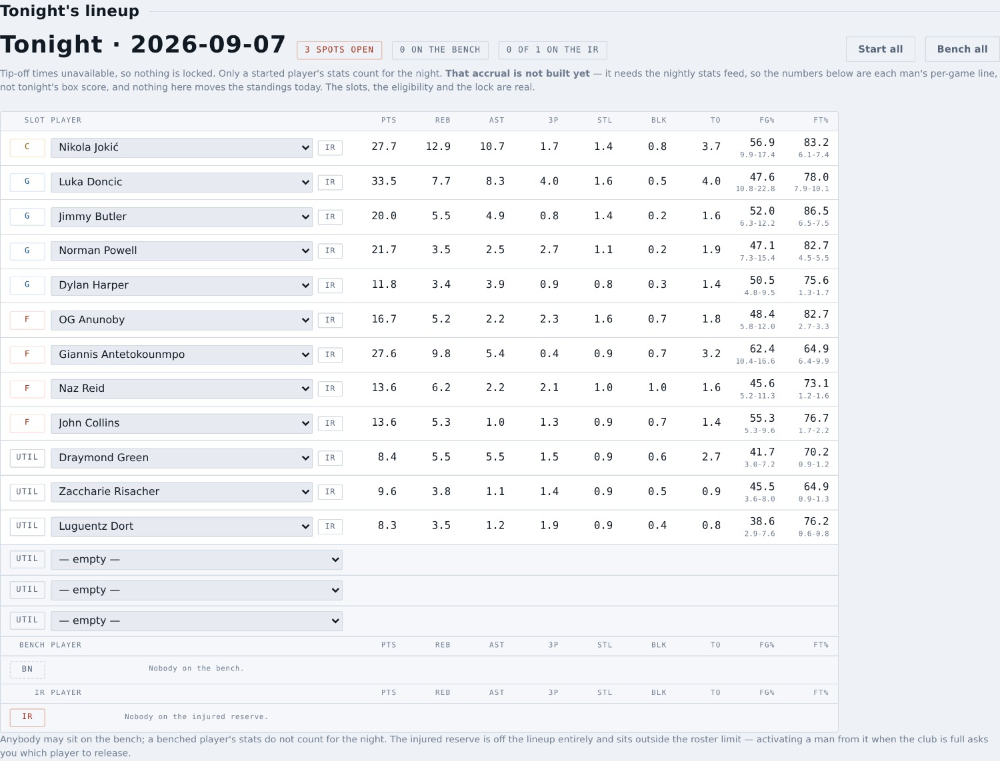 Tonight's lineup
Tonight · 2026-09-07 3 SPOTS OPEN 0 ON THE BENCH 0 OF 1 ON THE IR Start all Bench all
Tip-off times unavailable, so nothing is locked. Only a started player's stats count for the night. That accrual is not built yet — it needs the nightly stats feed, so the numbers below are each man's per-game line,
not tonight's box score, and nothing here moves the standings today. The slots, the eligibility and the lock are real.
SLOT PLAYER PTS REB AST 3P STL BLK TO FG% FT%
C Nikola Jokić IR 27.7 12.9 10.7 1.7 1.4 0.8 3.7 56.9 83.2
9.9-17.4 6.1-7.4
G Luka Doncic IR 33.5 7.7 8.3 4.0 1.6 0.5 4.0 47.6 78.0
10.8-22.8 7.9-10.1
G Jimmy Butler IR 20.0 5.5 4.9 0.8 1.4 0.2 1.6 52.0 86.5
6.3-12.2 6.5-7.5
G Norman Powell IR 21.7 3.5 2.5 2.7 1.1 0.2 1.9 47.1 82.7
7.3-15.4 4.5-5.5
G Dylan Harper IR 11.8 3.4 3.9 0.9 0.8 0.3 1.4 50.5 75.6
4.8-9.5 1.3-1.7
F OG Anunoby IR 16.7 5.2 2.2 2.3 1.6 0.7 1.8 48.4 82.7
5.8-12.0 2.7-3.3
F Giannis Antetokounmpo IR 27.6 9.8 5.4 0.4 0.9 0.7 3.2 62.4 64.9
10.4-16.6 6.4-9.9
F Naz Reid IR 13.6 6.2 2.2 2.1 1.0 1.0 1.6 45.6 73.1
5.2-11.3 1.2-1.6
F John Collins IR 13.6 5.3 1.0 1.3 0.9 0.7 1.4 55.3 76.7
5.3-9.6 1.7-2.2
UTIL Draymond Green IR 8.4 5.5 5.5 1.5 0.9 0.6 2.7 41.7 70.2
3.0-7.2 0.9-1.2
UTIL Zaccharie Risacher IR 9.6 3.8 1.1 1.4 0.9 0.5 0.9 45.5 64.9
3.6-8.0 0.9-1.3
UTIL Luguentz Dort IR 8.3 3.5 1.2 1.9 0.9 0.4 0.8 38.6 76.2
2.9-7.6 0.6-0.8
UTIL — empty —
UTIL — empty —
UTIL — empty —
BENCH PLAYER PTS REB AST 3P STL BLK TO FG% FT%
BN Nobody on the bench.
IR PLAYER PTS REB AST 3P STL BLK TO FG% FT%
IR Nobody on the injured reserve.
Anybody may sit on the bench; a benched player's stats do not count for the night. The injured reserve is off the lineup entirely and sits outside the roster limit — activating a man from it when the club is full asks
you which player to release.